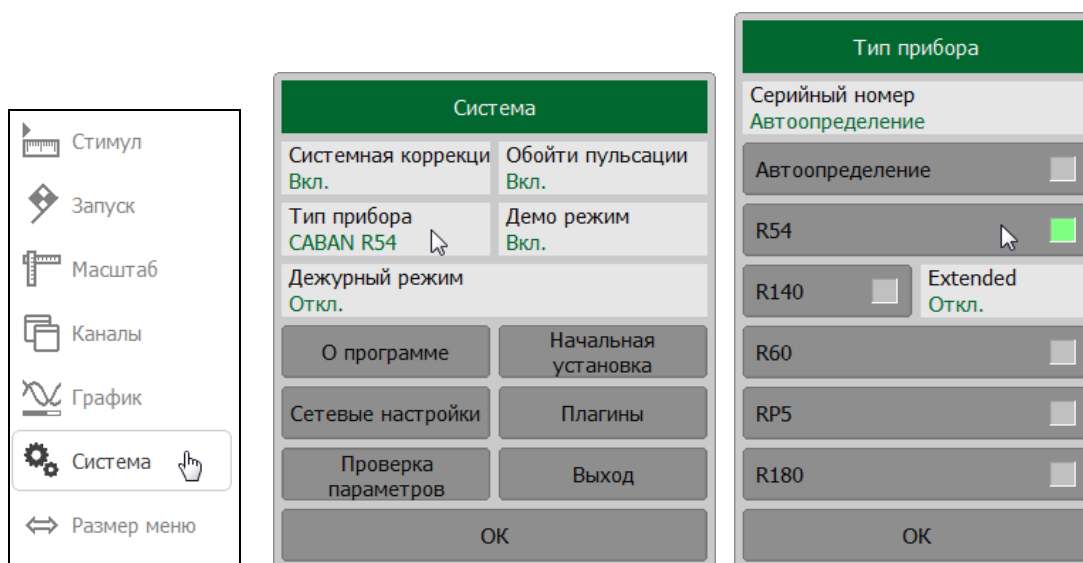 Стимул
Запуск
Масштаб
Каналы
График
Система
Размер меню
Система
Системная коррекци
Вкл.
Обойти пульсации
Вкл.
Тип прибора
CABAN R54
Демо режим
Вкл.
Дежурный режим
Откл.
О программе
Начальная
установка
Сетевые настройки
Плагины
Проверка
параметров
Выход
ОК
Тип прибора
Серийный номер
Автоопределение
Автоопределение
R54
R140
Extended
Откл.
R60
RP5
R180
ОК